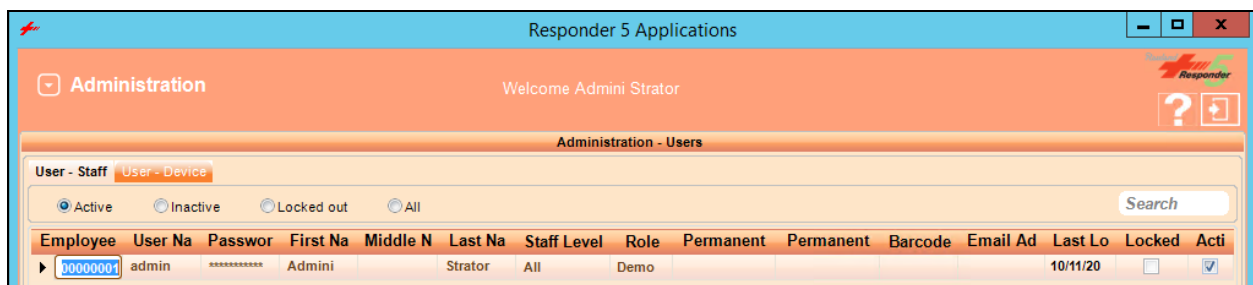 Responder 5 Applications
Administration
Welcome Admini Strator
Responder
5
?
Administration - Users
User - Staff User - Device
Active Inactive Locked out All Search
Employee User Na Passwor First Na Middle N Last Na Staff Level Role Permanent Permanent Barcode Email Ad Last Lo Locked Acti
00000001 admin *********** Admini Strator All Demo 10/11/20